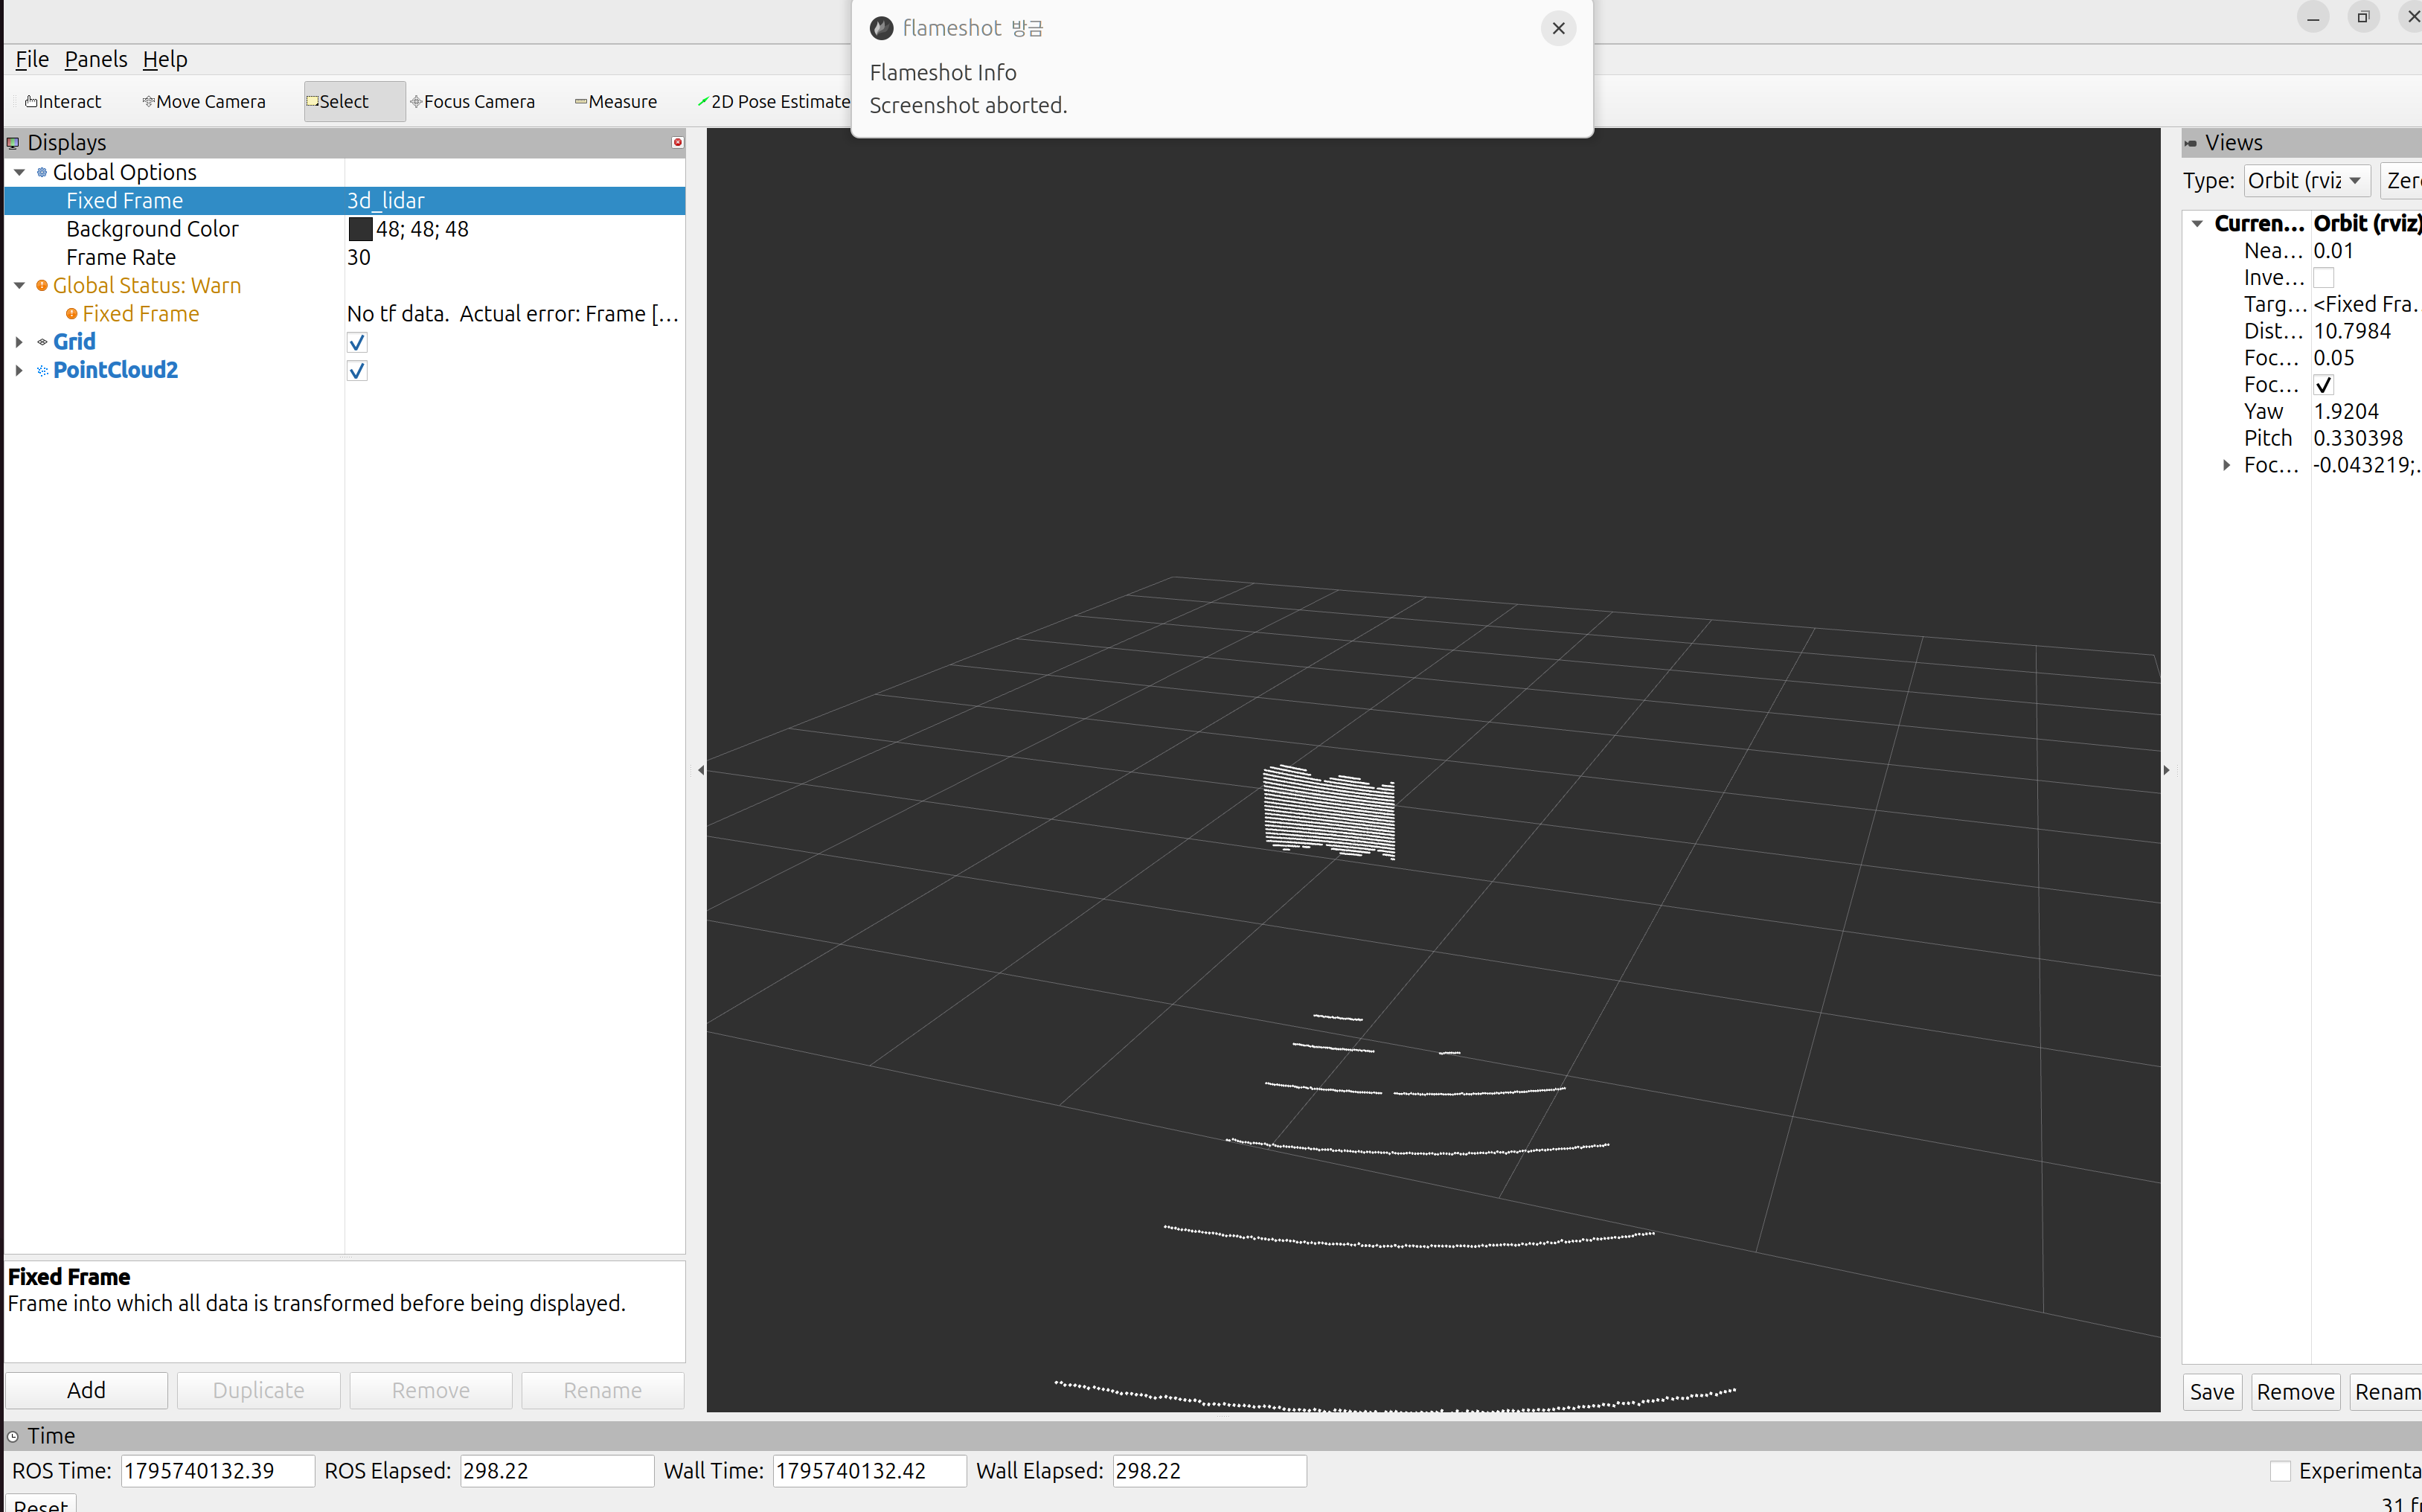 flameshot 방금
Flameshot Info
Screenshot aborted.
File Panels Help
Interact Move Camera Select Focus Camera Measure 2D Pose Estimate
Displays
Global Options
Fixed Frame 3d_lidar
Background Color 48; 48; 48
Frame Rate 30
Global Status: Warn
Fixed Frame No tf data. Actual error: Frame [...
Grid
PointCloud2
Fixed Frame
Frame into which all data is transformed before being displayed.
Add Duplicate Remove Rename
Views
Type: Orbit (rviz Zero
Curren... Orbit (rviz)
Nea... 0.01
Inve...
Targ... <Fixed Fra...
Dist... 10.7984
Foc... 0.05
Foc...
Yaw 1.9204
Pitch 0.330398
Foc... -0.043219;...
Save Remove Renam
Time
ROS Time: 1795740132.39 ROS Elapsed: 298.22 Wall Time: 1795740132.42 Wall Elapsed: 298.22 Experimenta
Reset 31 f